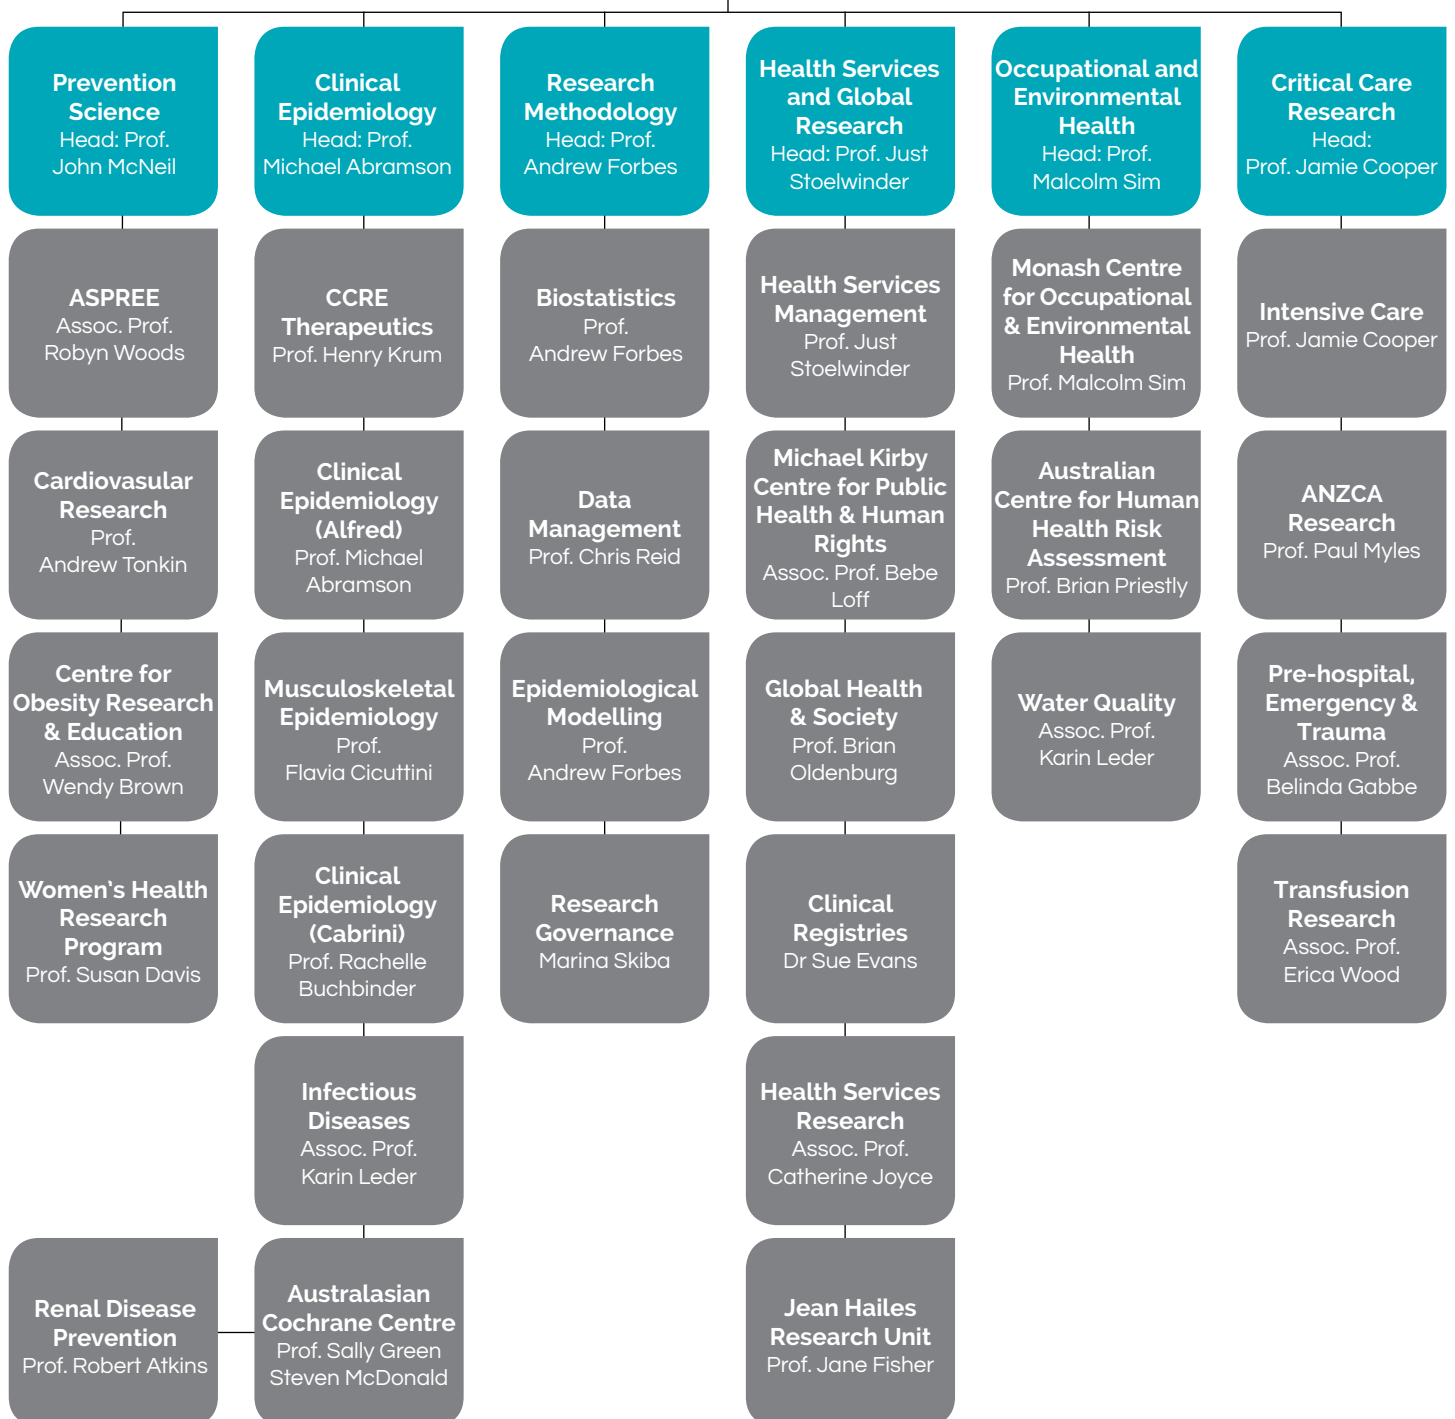 Prevention
Science
Head: Prof.
John McNeil
Clinical
Epidemiology
Head: Prof.
Michael Abramson
Research
Methodology
Head: Prof.
Andrew Forbes
Health Services
and Global
Research
Head: Prof. Just
Stoelwinder
Occupational and
Environmental
Health
Head: Prof.
Malcolm Sim
Critical Care
Research
Head:
Prof. Jamie Cooper
ASPREE
Assoc. Prof.
Robyn Woods
CCRE
Therapeutics
Prof. Henry Krum
Biostatistics
Prof.
Andrew Forbes
Health Services
Management
Prof. Just
Stoelwinder
Monash Centre
for Occupational
& Environmental
Health
Prof. Malcolm Sim
Intensive Care
Prof. Jamie Cooper
Cardiovasular
Research
Prof.
Andrew Tonkin
Clinical
Epidemiology
(Alfred)
Prof. Michael
Abramson
Data
Management
Prof. Chris Reid
Michael Kirby
Centre for Public
Health & Human
Rights
Assoc. Prof. Bebe
Loff
Australian
Centre for Human
Health Risk
Assessment
Prof. Brian Priestly
ANZCA
Research
Prof. Paul Myles
Centre for
Obesity Research
& Education
Assoc. Prof.
Wendy Brown
Musculoskeletal
Epidemiology
Prof.
Flavia Cicuttini
Epidemiological
Modelling
Prof.
Andrew Forbes
Global Health
& Society
Prof. Brian
Oldenburg
Water Quality
Assoc. Prof.
Karin Leder
Pre-hospital,
Emergency &
Trauma
Assoc. Prof.
Belinda Gabbe
Women's Health
Research
Program
Prof. Susan Davis
Clinical
Epidemiology
(Cabrini)
Prof. Rachelle
Buchbinder
Research
Governance
Marina Skiba
Clinical
Registries
Dr Sue Evans
Transfusion
Research
Assoc. Prof.
Erica Wood
Infectious
Diseases
Assoc. Prof.
Karin Leder
Health Services
Research
Assoc. Prof.
Catherine Joyce
Renal Disease
Prevention
Prof. Robert Atkins
Australasian
Cochrane Centre
Prof. Sally Green
Steven McDonald
Jean Hailes
Research Unit
Prof. Jane Fisher